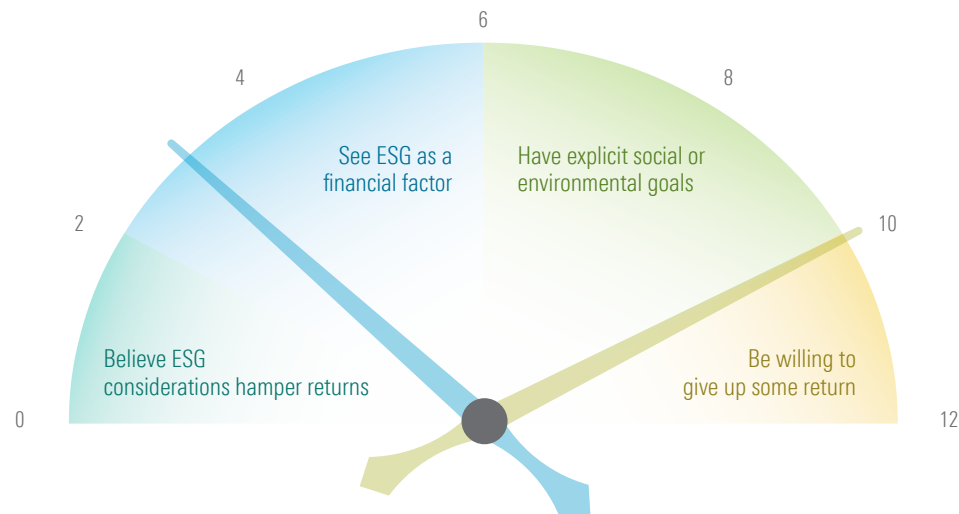 6
4
8
See ESG as a
financial factor
Have explicit social or
environmental goals
2
10
Believe ESG
considerations hamper returns
Be willing to
give up some return
0
12